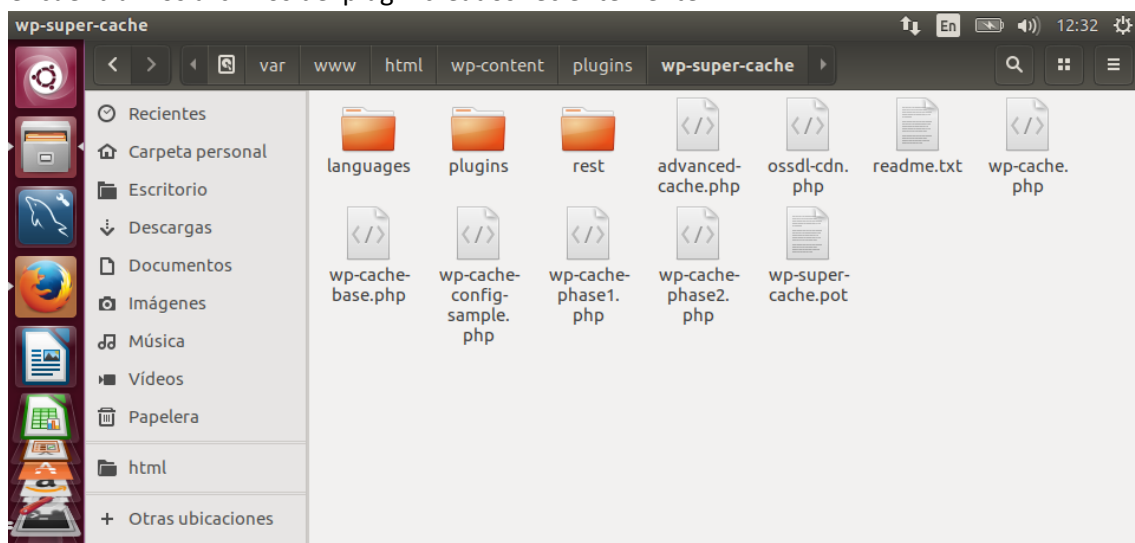 wp-super-cache
En
12:32
var www html wp-content plugins wp-super-cache
Recientes
Carpeta personal
Escritorio
Descargas
Documentos
Imágenes
Música
Vídeos
Papelera
html
+ Otras ubicaciones
languages
plugins
rest
advanced-
cache.php
ossdl-cdn.
php
readme.txt
wp-cache.
php
wp-cache-
base.php
wp-cache-
config-
sample.
php
wp-cache-
phase1.
php
wp-cache-
phase2.
php
wp-super-
cache.pot